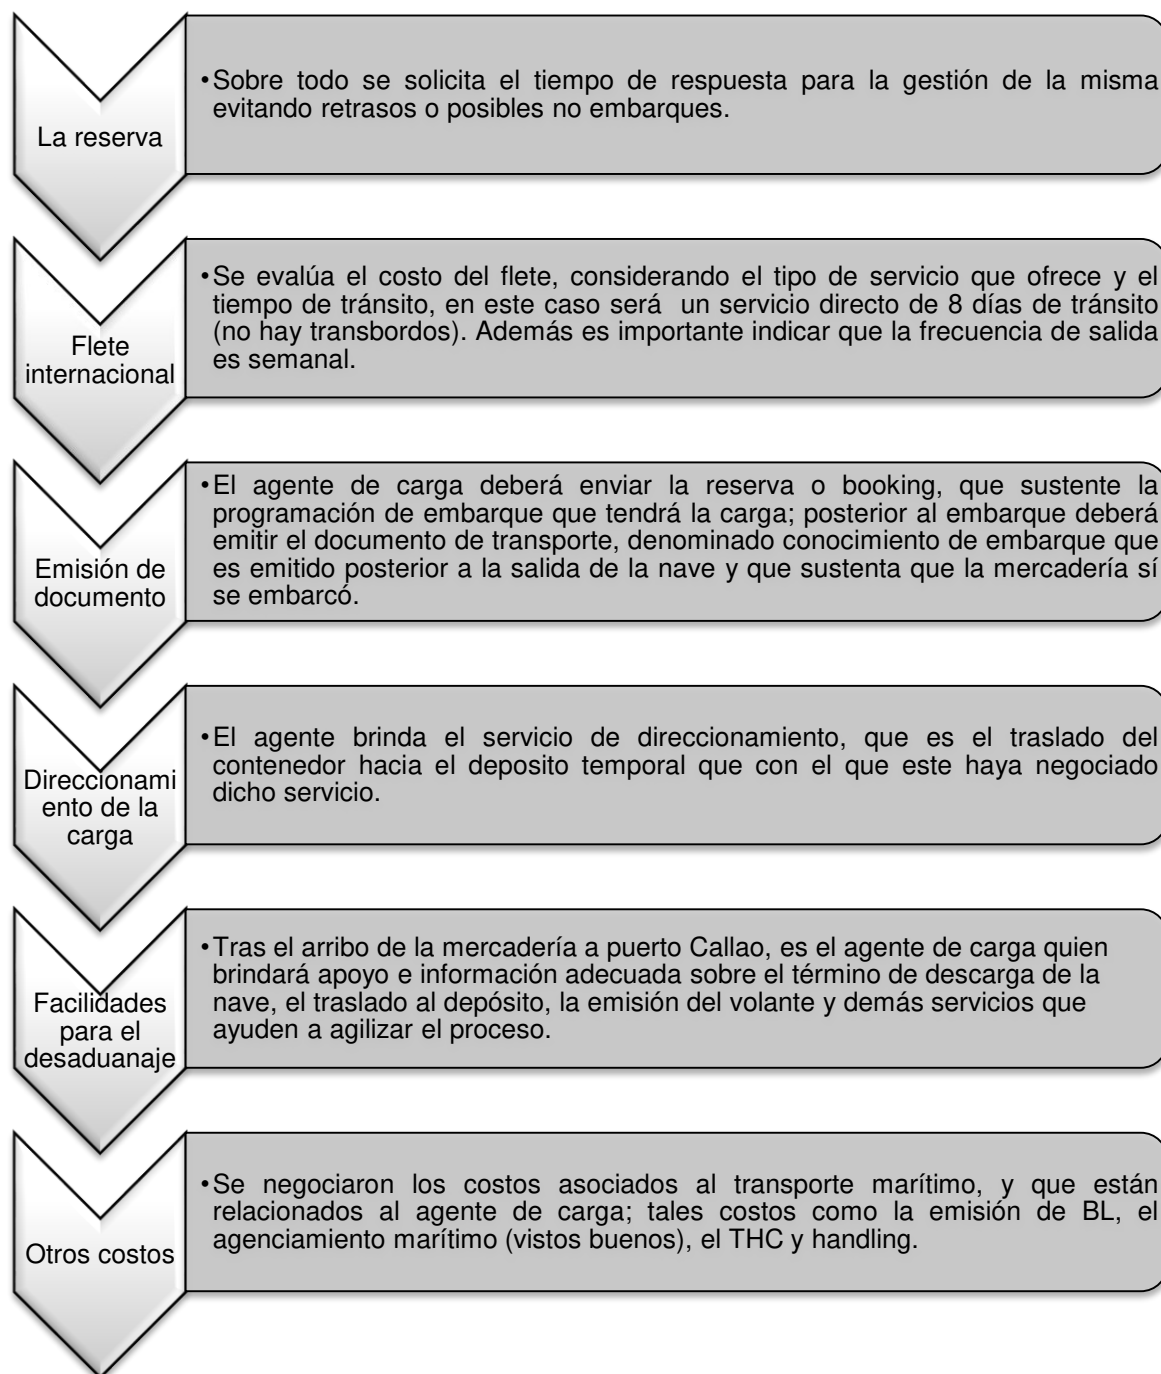 La reserva
•Sobre todo se solicita el tiempo de respuesta para la gestión de la misma
evitando retrasos o posibles no embarques.
Flete
internacional
•Se evalúa el costo del flete, considerando el tipo de servicio que ofrece y el
tiempo de tránsito, en este caso será un servicio directo de 8 días de tránsito
(no hay transbordos). Además es importante indicar que la frecuencia de salida
es semanal.
Emisión de
documento
•El agente de carga deberá enviar la reserva o booking, que sustente la
programación de embarque que tendrá la carga; posterior al embarque deberá
emitir el documento de transporte, denominado conocimiento de embarque que
es emitido posterior a la salida de la nave y que sustenta que la mercadería sí
se embarcó.
Direccionami
ento de la
carga
•El agente brinda el servicio de direccionamiento, que es el traslado del
contenedor hacia el deposito temporal que con el que este haya negociado
dicho servicio.
Facilidades
para el
desaduanaje
•Tras el arribo de la mercadería a puerto Callao, es el agente de carga quien
brindará apoyo e información adecuada sobre el término de descarga de la
nave, el traslado al depósito, la emisión del volante y demás servicios que
ayuden a agilizar el proceso.
Otros costos
•Se negociaron los costos asociados al transporte marítimo, y que están
relacionados al agente de carga; tales costos como la emisión de BL, el
agenciamiento marítimo (vistos buenos), el THC y handling.